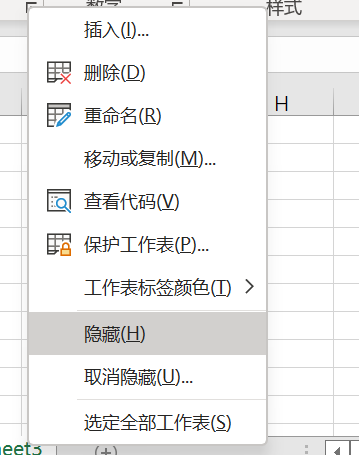 样式
H
插入(I)...
删除(D)
重命名(R)
移动或复制(M)...
查看代码(V)
保护工作表(P)...
工作表标签颜色(T)
隐藏(H)
取消隐藏(U)...
选定全部工作表(S)